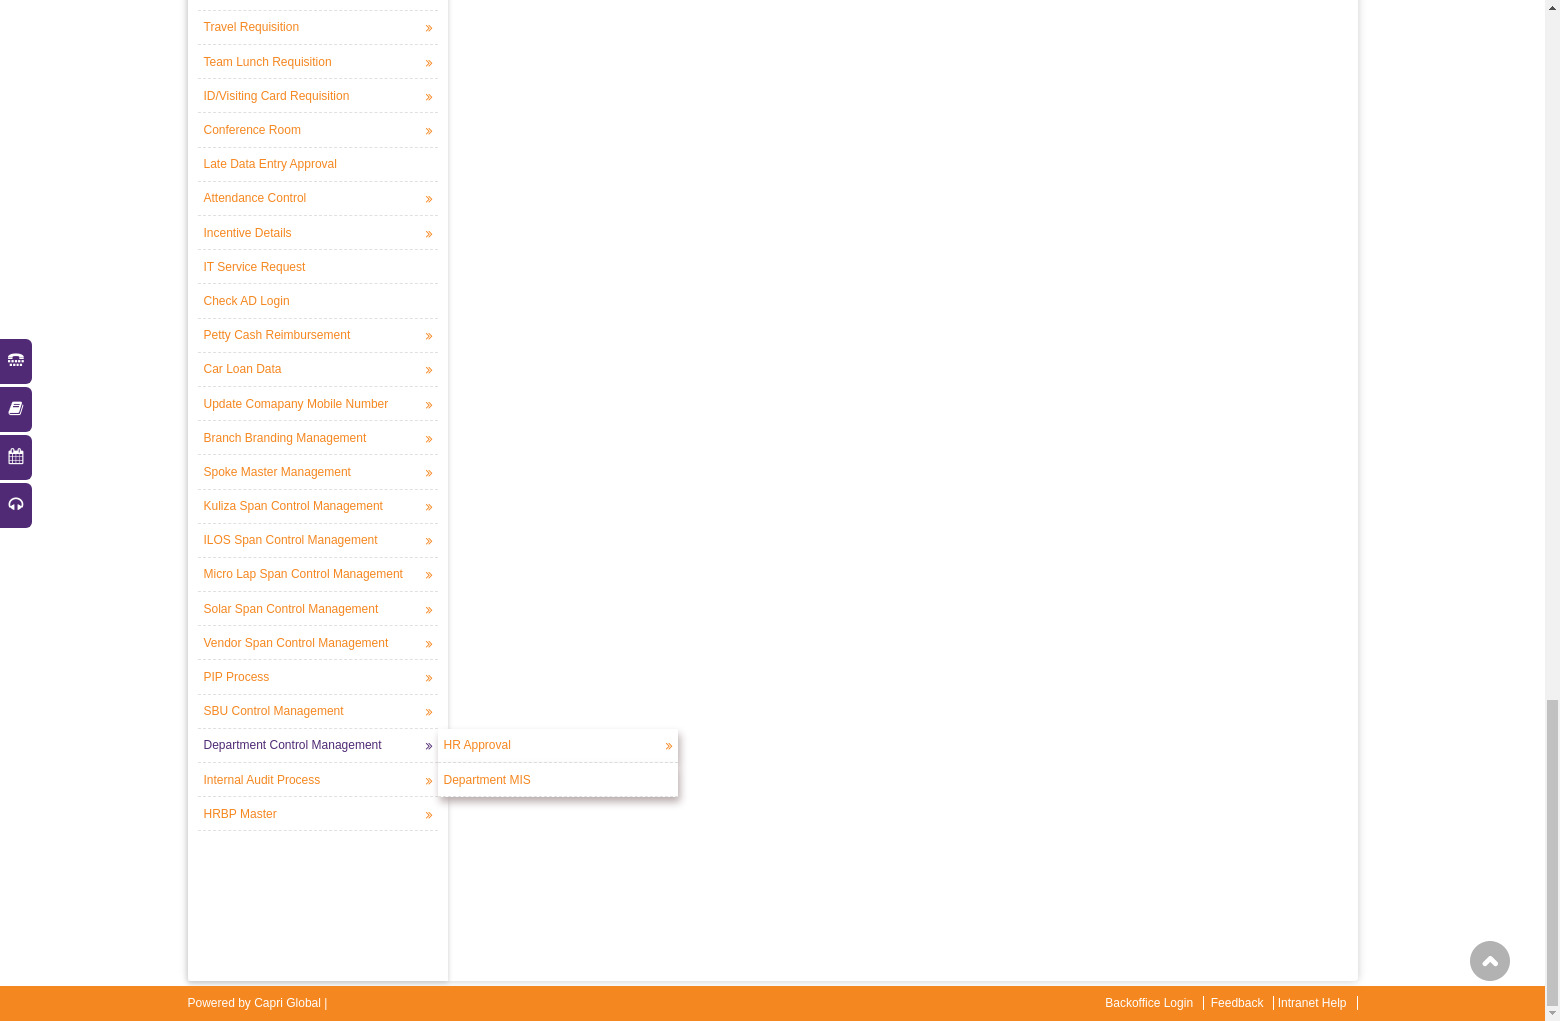 Travel Requisition
Team Lunch Requisition
ID/Visiting Card Requisition
Conference Room
Late Data Entry Approval
Attendance Control
Incentive Details
IT Service Request
Check AD Login
Petty Cash Reimbursement
Car Loan Data
Update Comapany Mobile Number
Branch Branding Management
Spoke Master Management
Kuliza Span Control Management
ILOS Span Control Management
Micro Lap Span Control Management
Solar Span Control Management
Vendor Span Control Management
PIP Process
SBU Control Management
Department Control Management
HR Approval
Internal Audit Process
Department MIS
HRBP Master
Powered by Capri Global |
Backoffice Login
Feedback
Intranet Help